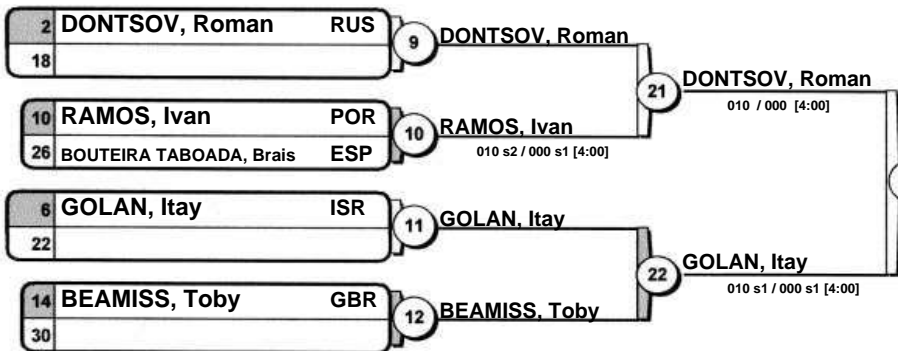 2 DONTSOV, Roman RUS
18
9 DONTSOV, Roman
21 DONTSOV, Roman
010 / 000 [4:00]
10 RAMOS, Ivan POR
26 BOUTEIRA TABOADA, Brais ESP
10 RAMOS, Ivan
010 s2 / 000 s1 [4:00]
6 GOLAN, Itay ISR
22
11 GOLAN, Itay
22 GOLAN, Itay
010 s1 / 000 s1 [4:00]
14 BEAMISS, Toby GBR
30
12 BEAMISS, Toby